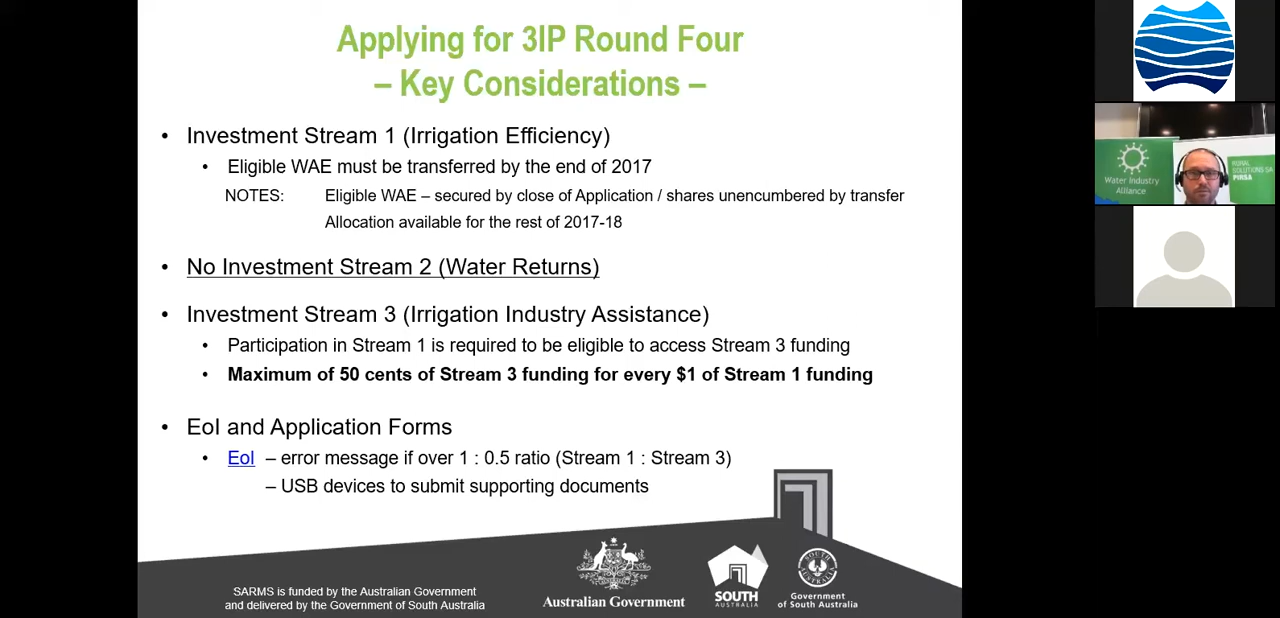 Applying for 3IP Round Four
– Key Considerations –
• Investment Stream 1 (Irrigation Efficiency)
• Eligible WAE must be transferred by the end of 2017
NOTES: Eligible WAE – secured by close of Application / shares unencumbered by transfer
Allocation available for the rest of 2017-18
• No Investment Stream 2 (Water Returns)
• Investment Stream 3 (Irrigation Industry Assistance)
• Participation in Stream 1 is required to be eligible to access Stream 3 funding
• Maximum of 50 cents of Stream 3 funding for every $1 of Stream 1 funding
• EoI and Application Forms
• EoI – error message if over 1 : 0.5 ratio (Stream 1 : Stream 3)
– USB devices to submit supporting documents
SARMS is funded by the Australian Government
and delivered by the Government of South Australia
Australian Government
SOUTH
AUSTRALIA
SOUTH
AUSTRALIA
Government
of South Australia
Water Industry
Alliance
RURAL
SOLUTIONS SA
PIRSA